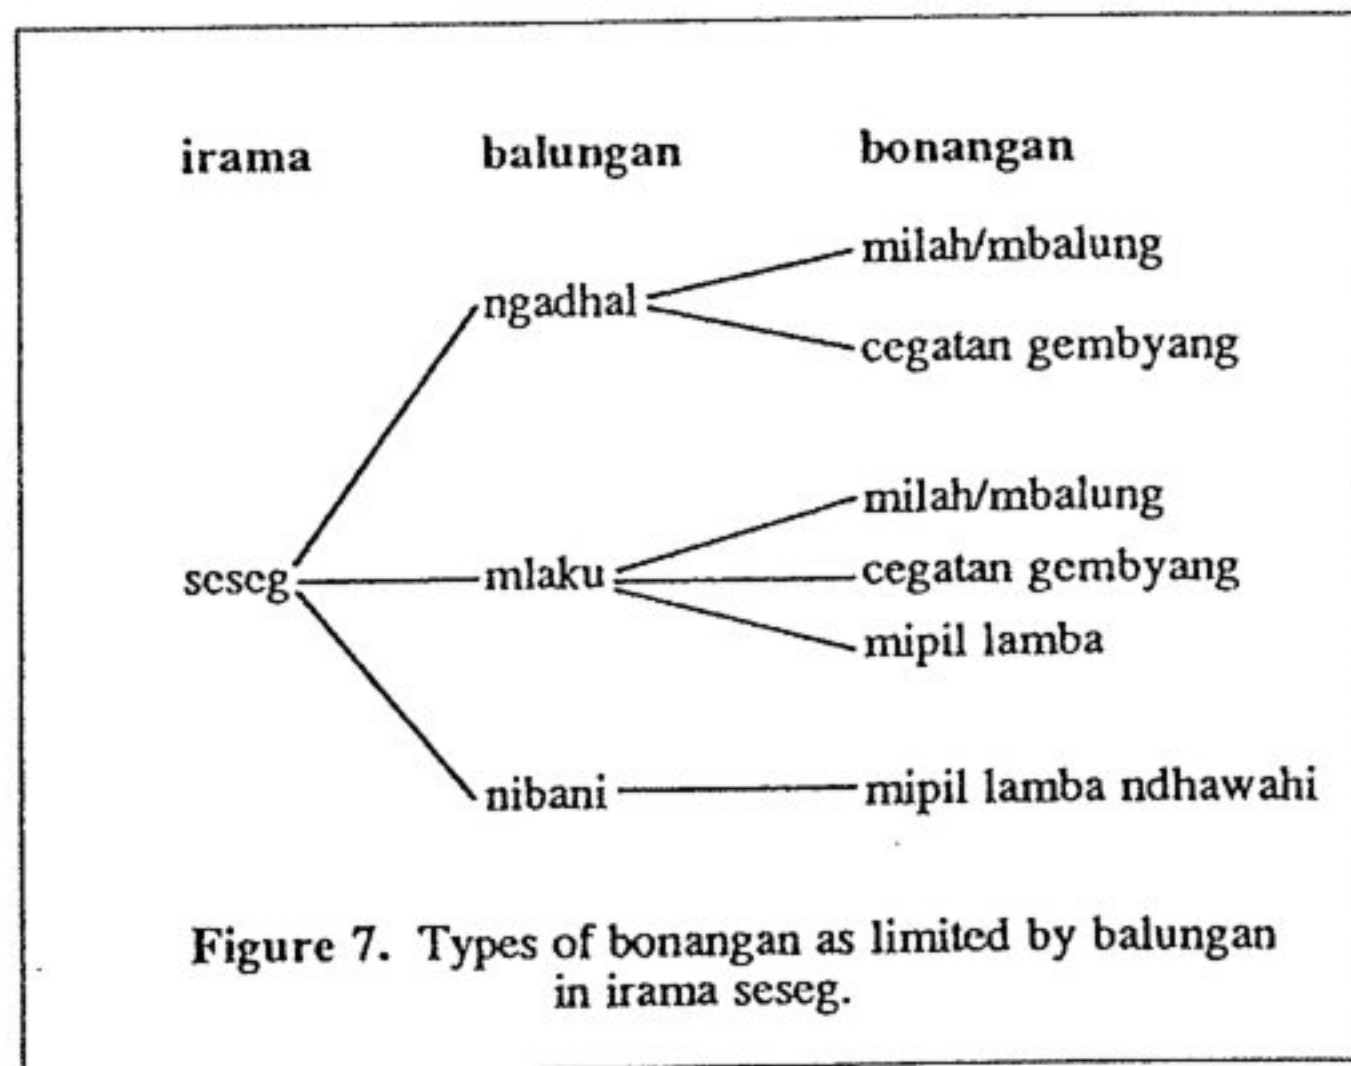 irama balungan bonangan
milah/mbalung
ngadhal
cegatan gembyang
milah/mbalung
seseg mlaku cegatan gembyang
mipil lamba
nibani mipil lamba ndhawahi
Figure 7. Types of bonangan as limited by balungan
in irama seseg.